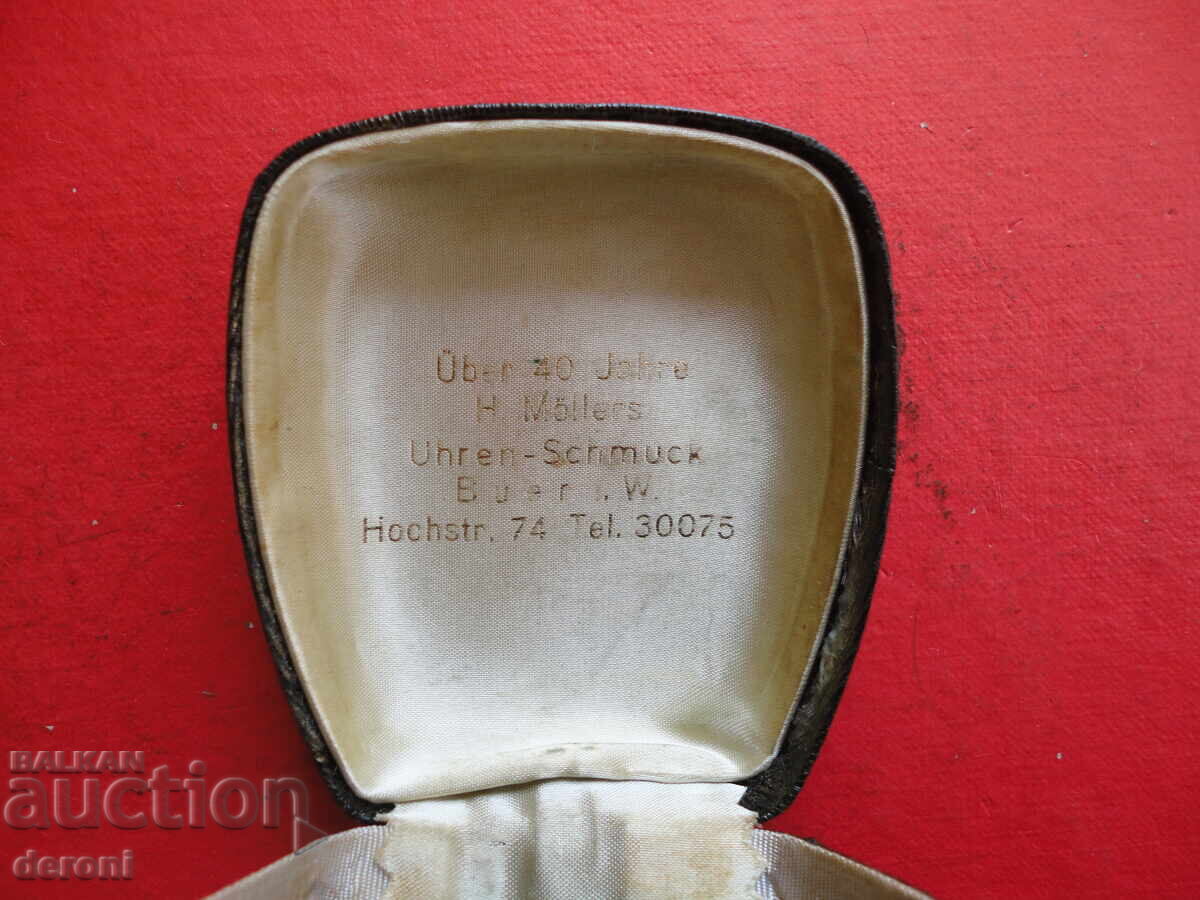 Über 40 Jahre
H. Möllers
Uhren-Schmuck
Buer i. W.
Hochstr. 74 Tel. 30075
BALKAN
auction
deroni